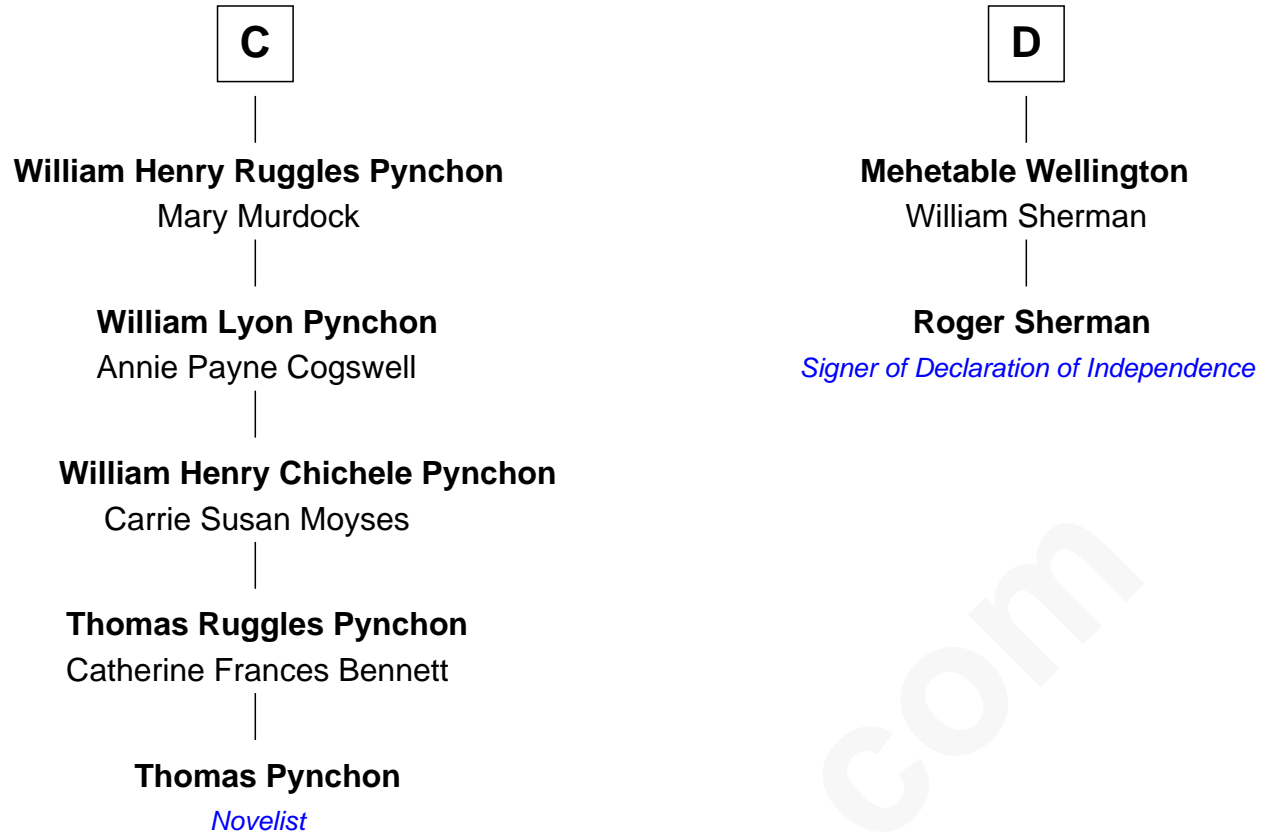 C
William Henry Ruggles Pynchon
Mary Murdock
William Lyon Pynchon
Annie Payne Cogswell
William Henry Chichele Pynchon
Carrie Susan Moyses
Thomas Ruggles Pynchon
Catherine Frances Bennett
Thomas Pynchon
Novelist
D
Mehetable Wellington
William Sherman
Roger Sherman
Signer of Declaration of Independence
com